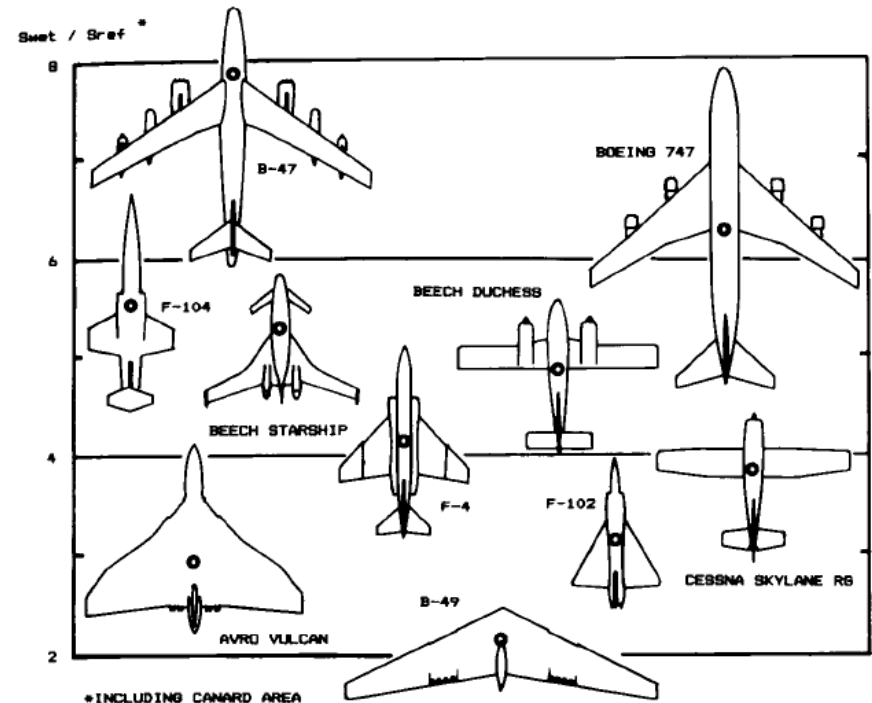 Swet / Sref *
8
B-47
BOEING 747
6
BEECH DUCHESS
F-104
BEECH STARSHIP
4
F-4
F-102
CESSNA SKYLANE RG
B-49
AVRO VULCAN
2
*INCLUDING CANARD AREA